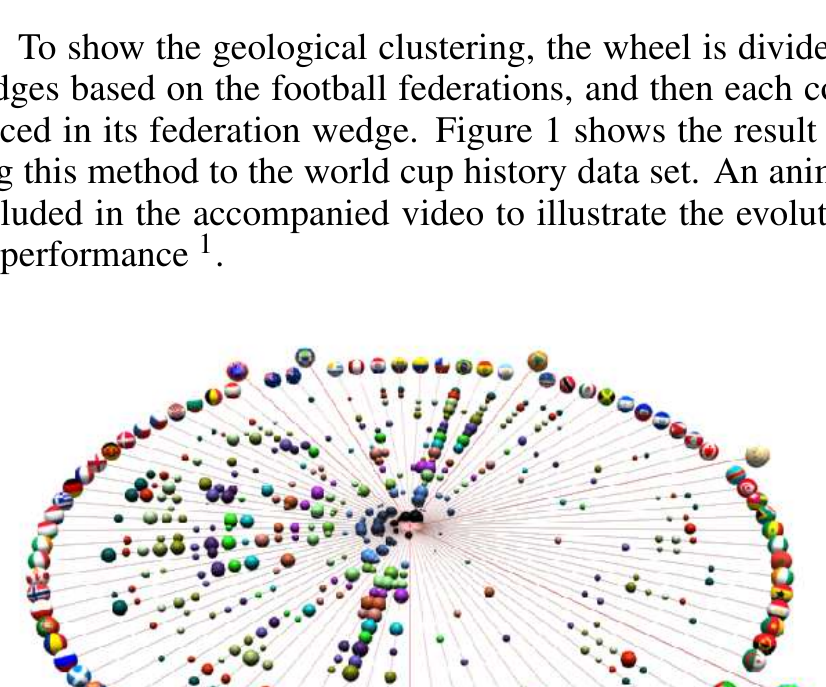 To show the geological clustering, the wheel is divide
dges based on the football federations, and then each co
ced in its federation wedge. Figure 1 shows the result
g this method to the world cup history data set. An anim
luded in the accompanied video to illustrate the evolut
performance 1.